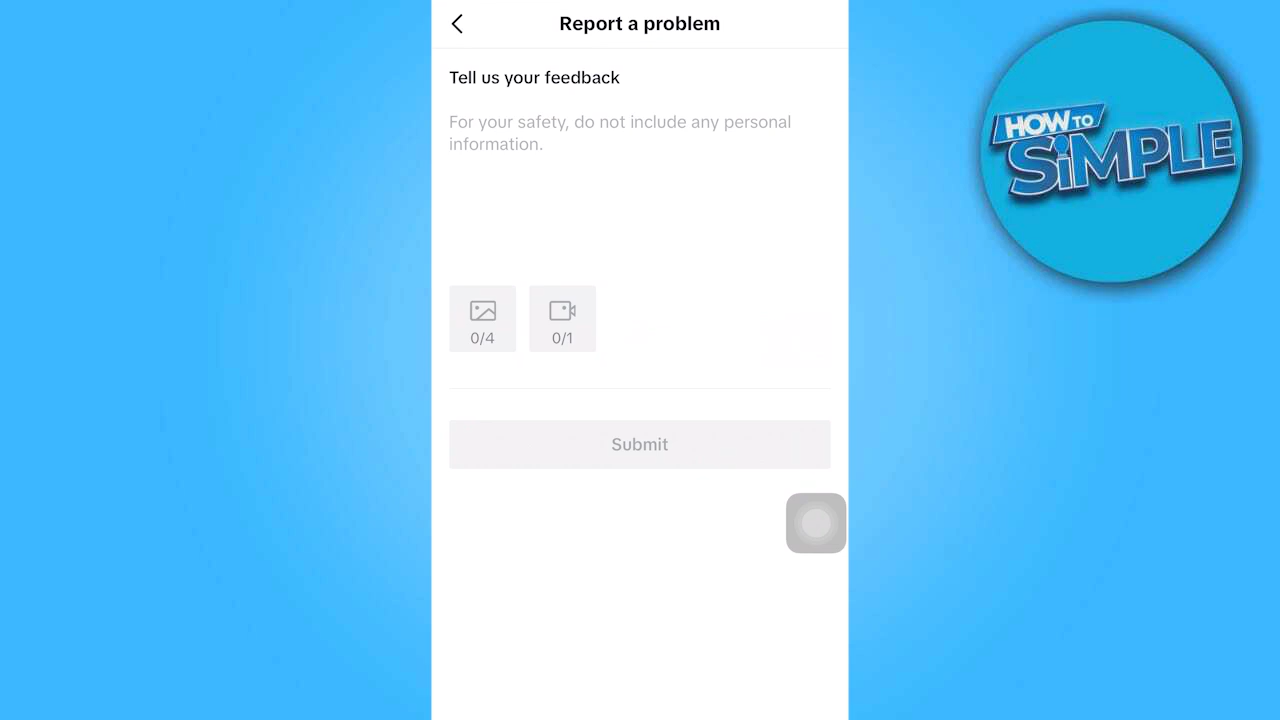 Report a problem
Tell us your feedback
For your safety, do not include any personal
information.
0/4
0/1
Submit
HOW TO
SiMPLE